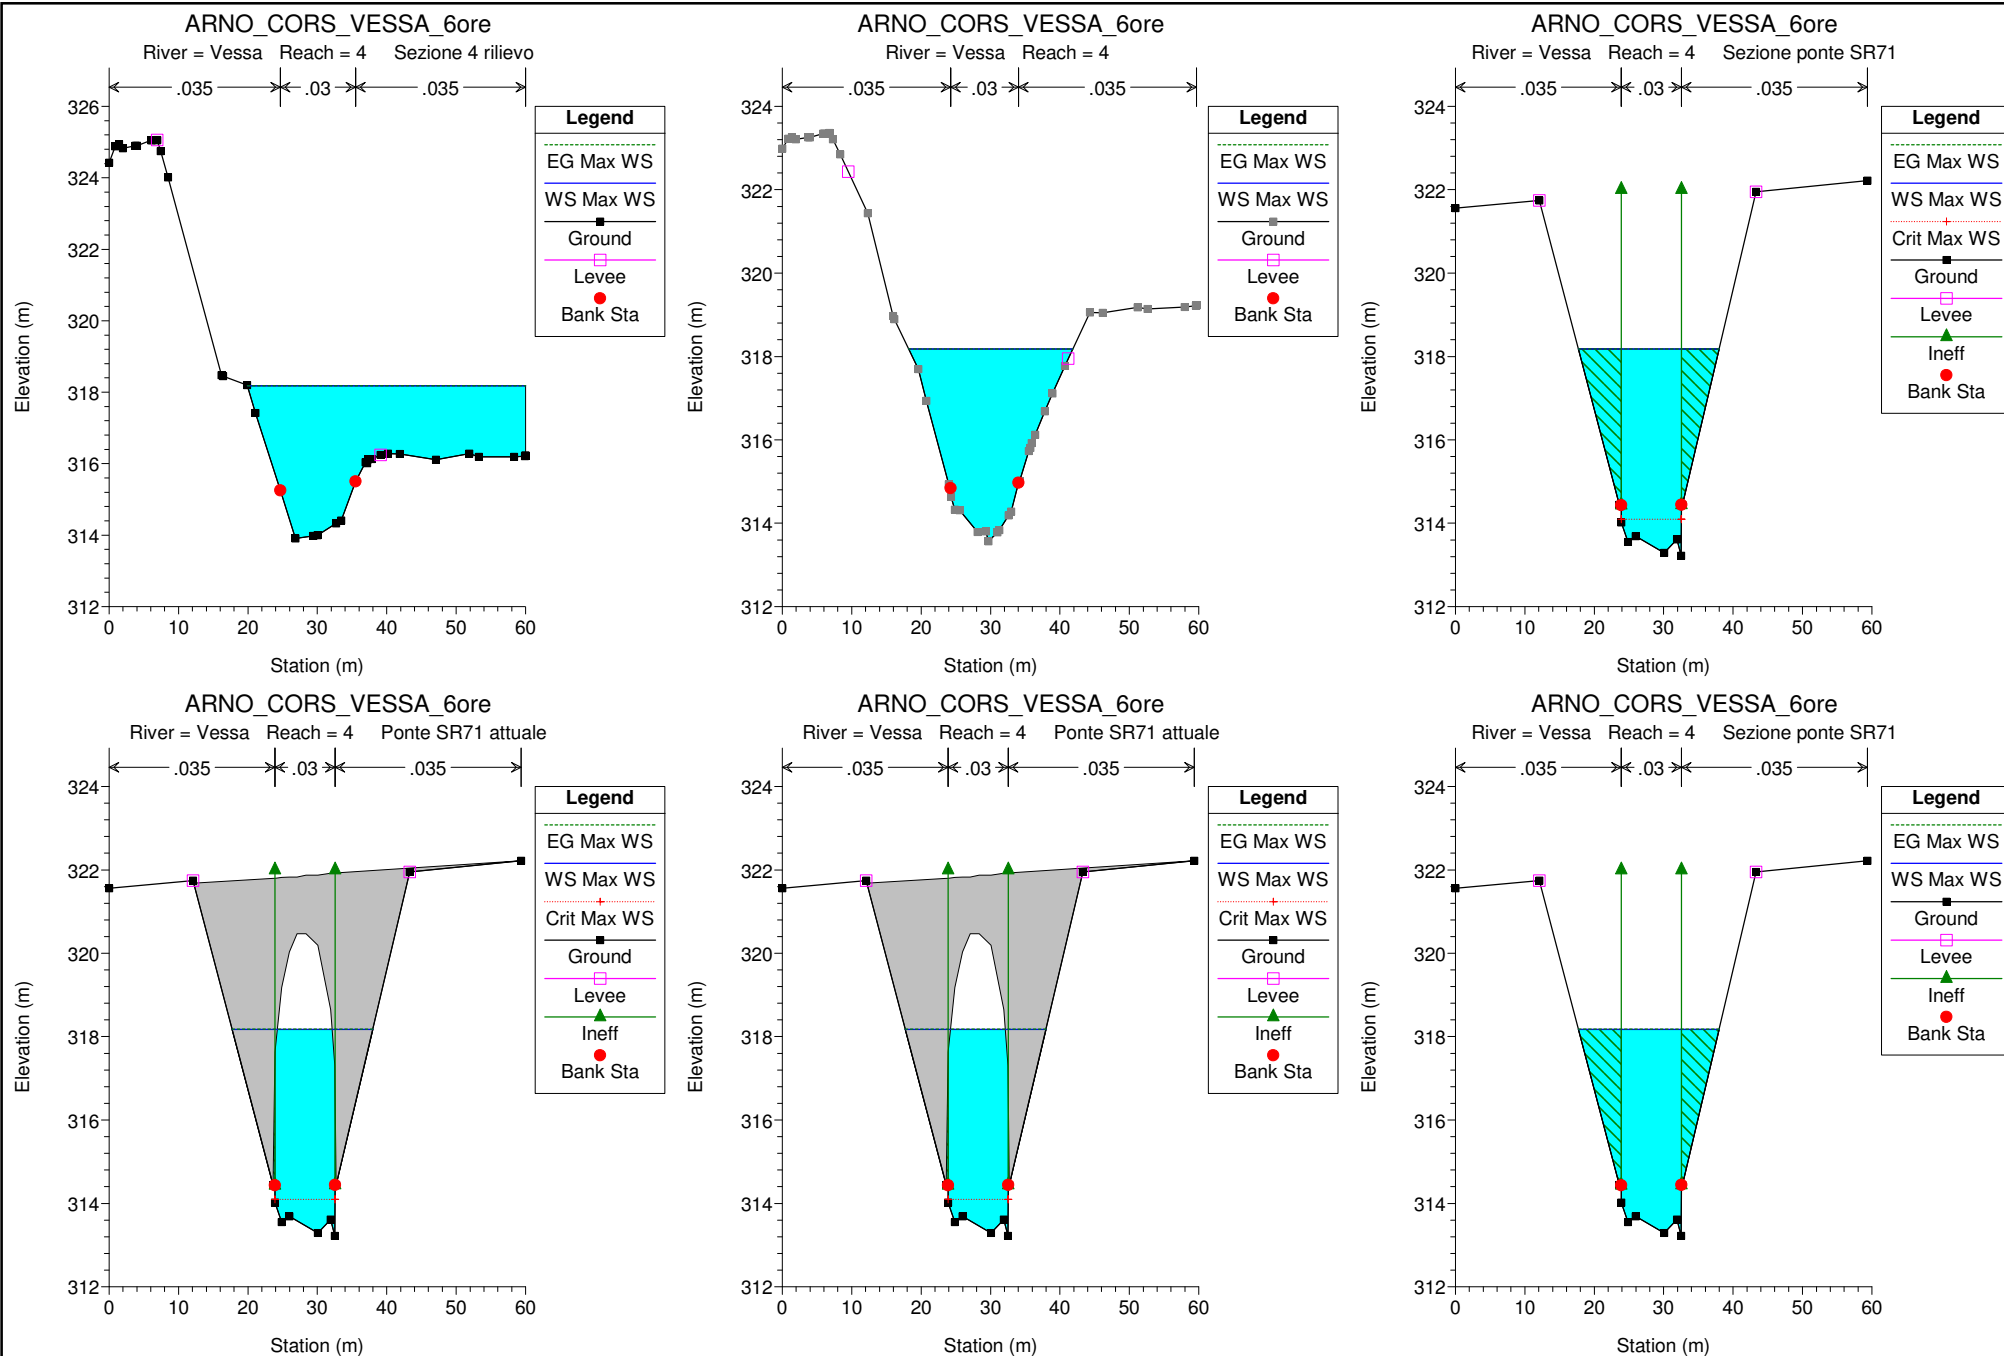 ARNO_CORS_VESSA_6ore
River = Vessa Reach = 4 Sezione 4 rilievo
.035 .03 .035
326
324
322
320
318
316
314
312
0 10 20 30 40 50 60
Elevation (m)
Station (m)
Legend
EG Max WS
WS Max WS
Ground
Levee
Bank Sta
ARNO_CORS_VESSA_6ore
River = Vessa Reach = 4
.035 .03 .035
324
322
320
318
316
314
312
0 10 20 30 40 50 60
Elevation (m)
Station (m)
Legend
EG Max WS
WS Max WS
Ground
Levee
Bank Sta
ARNO_CORS_VESSA_6ore
River = Vessa Reach = 4 Sezione ponte SR71
.035 .03 .035
324
322
320
318
316
314
312
0 10 20 30 40 50 60
Elevation (m)
Station (m)
Legend
EG Max WS
WS Max WS
Crit Max WS
Ground
Levee
Ineff
Bank Sta
ARNO_CORS_VESSA_6ore
River = Vessa Reach = 4 Ponte SR71 attuale
.035 .03 .035
324
322
320
318
316
314
312
0 10 20 30 40 50 60
Elevation (m)
Station (m)
Legend
EG Max WS
WS Max WS
Crit Max WS
Ground
Levee
Ineff
Bank Sta
ARNO_CORS_VESSA_6ore
River = Vessa Reach = 4 Ponte SR71 attuale
.035 .03 .035
324
322
320
318
316
314
312
0 10 20 30 40 50 60
Elevation (m)
Station (m)
Legend
EG Max WS
WS Max WS
Crit Max WS
Ground
Levee
Ineff
Bank Sta
ARNO_CORS_VESSA_6ore
River = Vessa Reach = 4 Sezione ponte SR71
.035 .03 .035
324
322
320
318
316
314
312
0 10 20 30 40 50 60
Elevation (m)
Station (m)
Legend
EG Max WS
WS Max WS
Ground
Levee
Ineff
Bank Sta